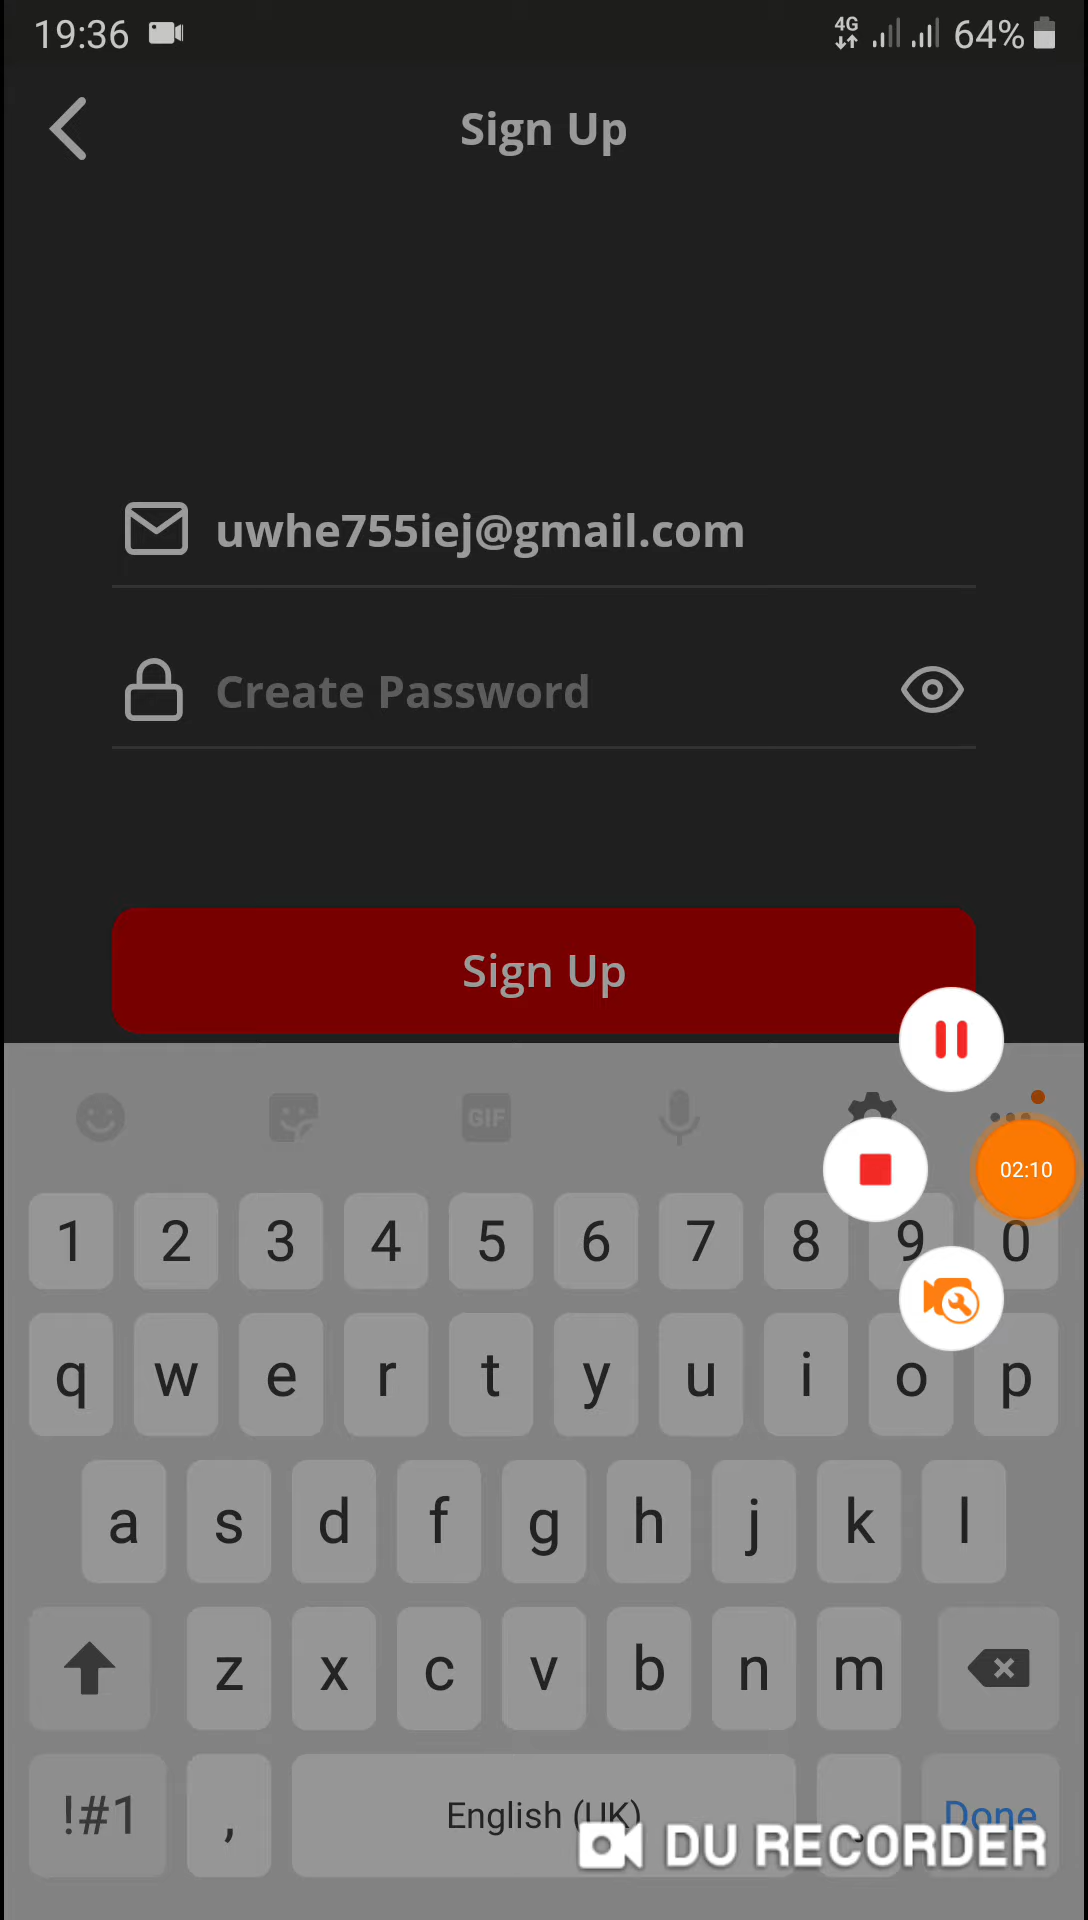 19:36 4G 64%
Sign Up
uwhe755iej@gmail.com
Create Password
Sign Up
GIF
02:10
1 2 3 4 5 6 7 8 9 0
q w e r t y u i o p
a s d f g h j k l
z x c v b n m
!#1 , English (UK) . Done
DU RECORDER